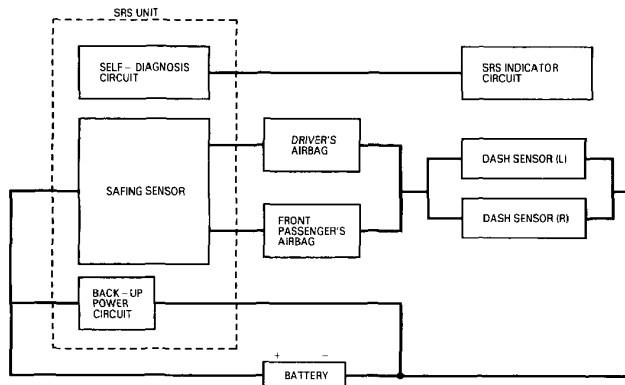 SRS UNIT
SELF – DIAGNOSIS
CIRCUIT
SRS INDICATOR
CIRCUIT
SAFING SENSOR
DRIVER'S
AIRBAG
FRONT
PASSENGER'S
AIRBAG
DASH SENSOR (L)
DASH SENSOR (R)
BACK – UP
POWER
CIRCUIT
+ –
BATTERY